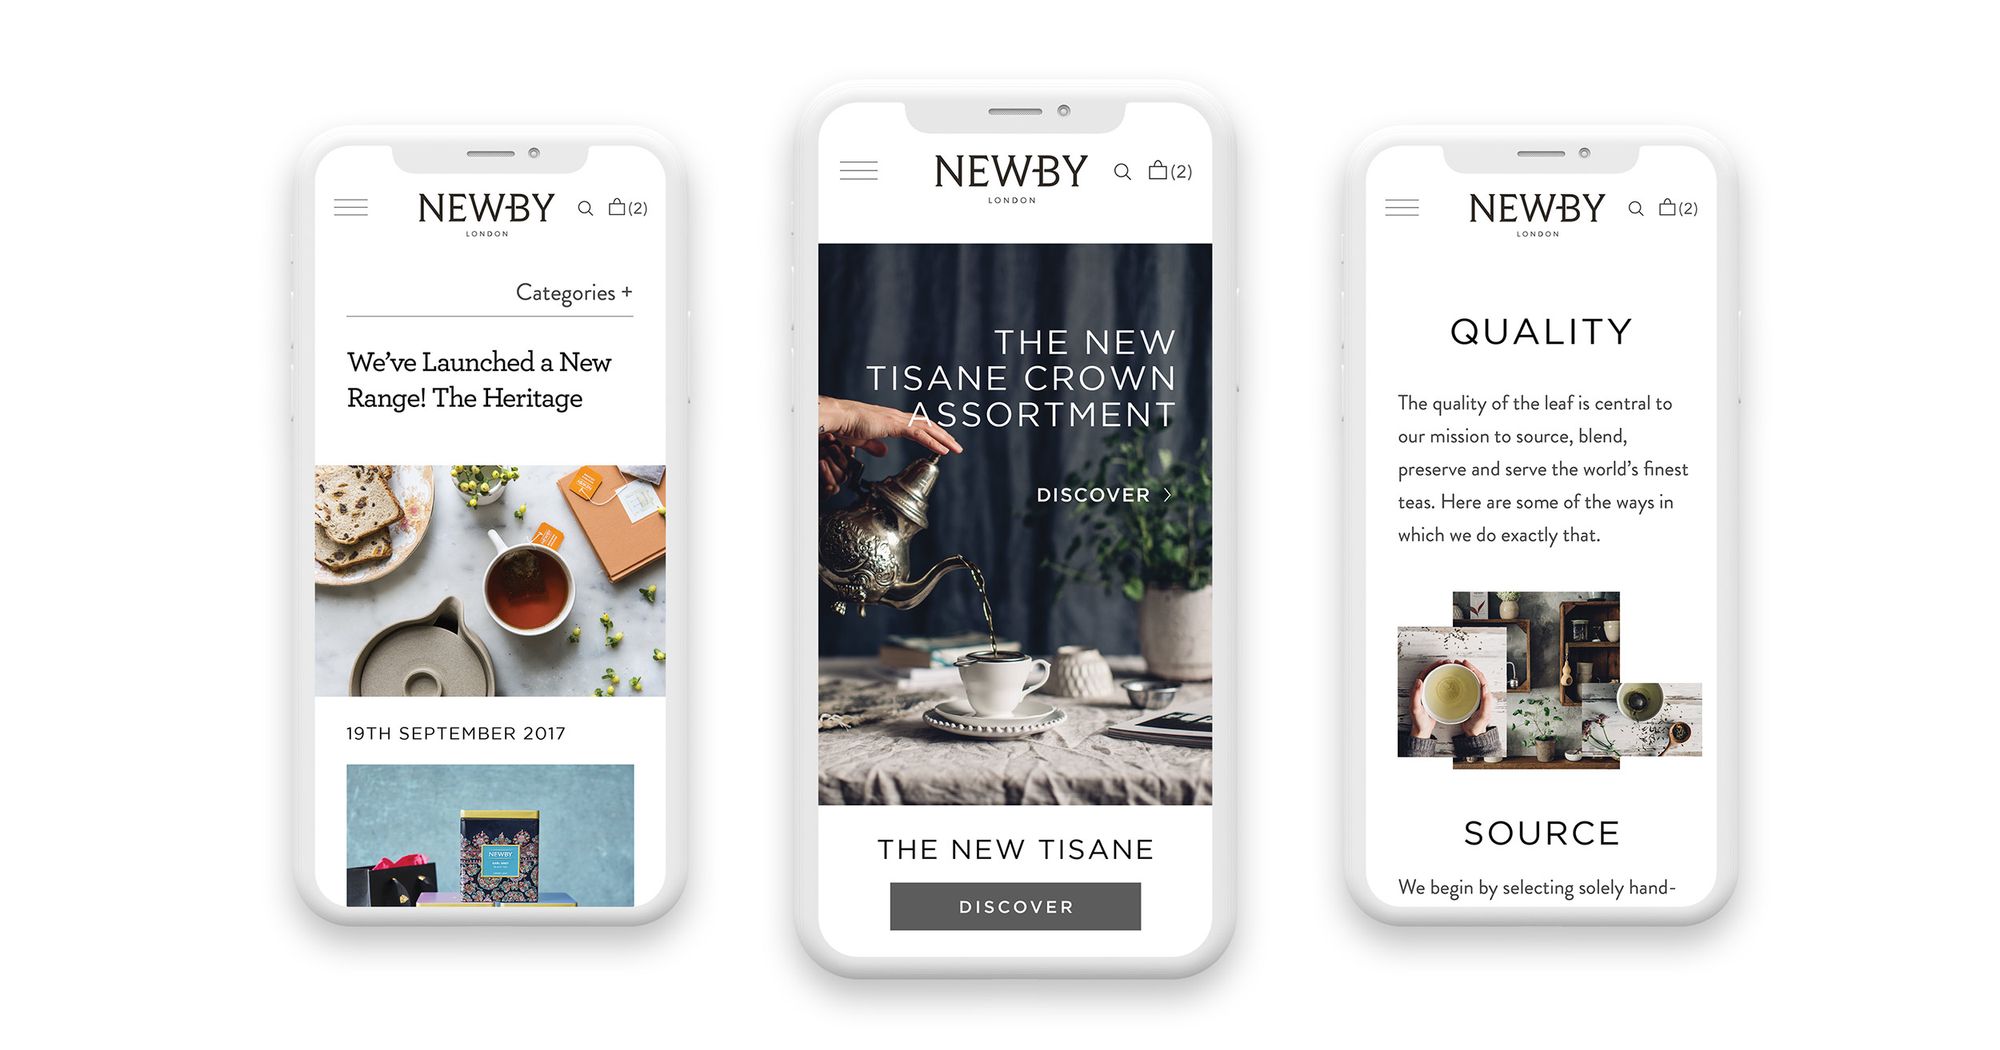 NEWBY
LONDON
(2)
Categories +
We’ve Launched a New
Range! The Heritage
19TH SEPTEMBER 2017
NEWBY
NEWBY
LONDON
(2)
THE NEW
TISANE CROWN
ASSORTMENT
DISCOVER
THE NEW TISANE
DISCOVER
NEWBY
LONDON
(2)
QUALITY
The quality of the leaf is central to
our mission to source, blend,
preserve and serve the world’s finest
teas. Here are some of the ways in
which we do exactly that.
SOURCE
We begin by selecting solely hand-